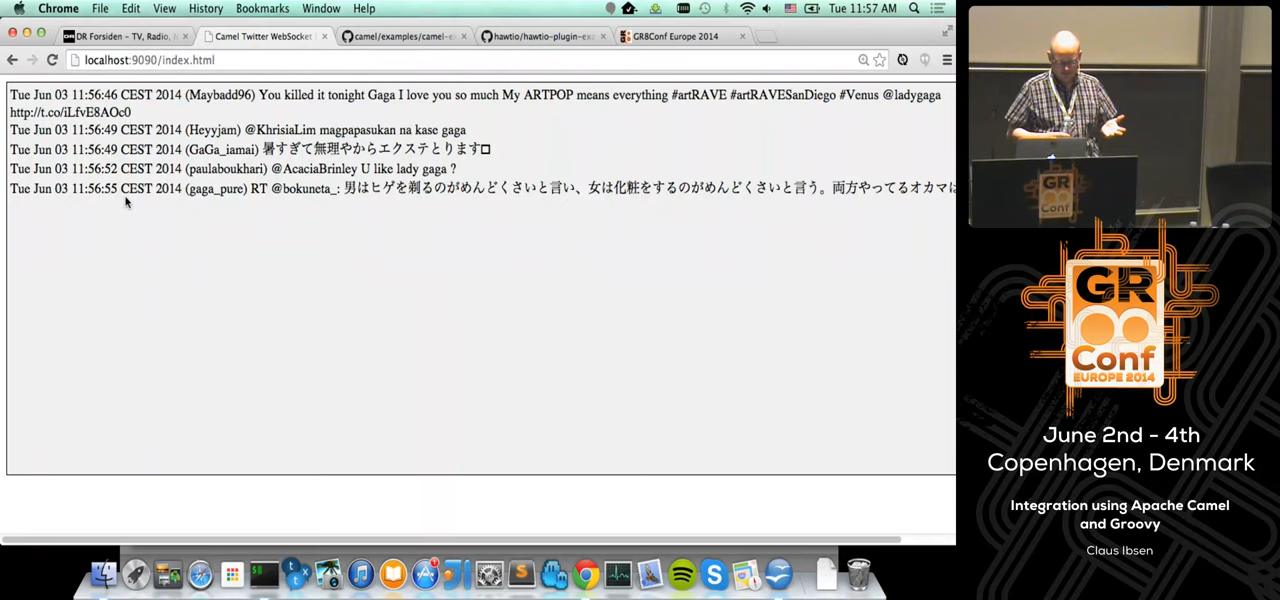 Chrome File Edit View History Bookmarks Window Help Tue 11:57 AM
DR Forsiden – TV, Radio, Camel Twitter WebSocket camel/examples/camel-e hawtio/hawtio-plugin-exa GR8Conf Europe 2014
localhost:9090/index.html
Tue Jun 03 11:56:46 CEST 2014 (Maybadd96) You killed it tonight Gaga I love you so much My ARTPOP means everything #artRAVE #artRAVESanDiego #Venus @ladygaga
http://t.co/iLfvE8AOc0
Tue Jun 03 11:56:49 CEST 2014 (Heyyjam) @KhrisiaLim magpapasukan na kase gaga
Tue Jun 03 11:56:49 CEST 2014 (GaGa_iamai) 暑すぎて無理やからエクステとります
Tue Jun 03 11:56:52 CEST 2014 (paulaboukhari) @AcaciaBrinley U like lady gaga ?
Tue Jun 03 11:56:55 CEST 2014 (gaga_pure) RT @bokuneta_: 男はヒゲを剃るのがめんどくさいと言い、女は化粧をするのがめんどくさいと言う。両方やってるオカマは
GR8 Conf
GR8
Conf
EUROPE 2014
June 2nd - 4th
Copenhagen, Denmark
Integration using Apache Camel
and Groovy
Claus Ibsen